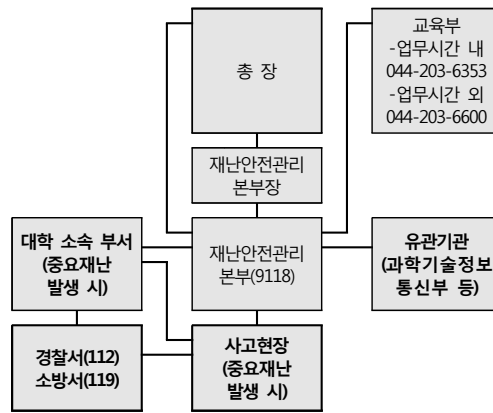 총 장
교육부
-업무시간 내
044-203-6353
-업무시간 외
044-203-6600
재난안전관리
본부장
대학 소속 부서
(중요재난
발생 시)
재난안전관리
본부(9118)
유관기관
(과학기술정보
통신부 등)
경찰서(112)
소방서(119)
사고현장
(중요재난
발생 시)